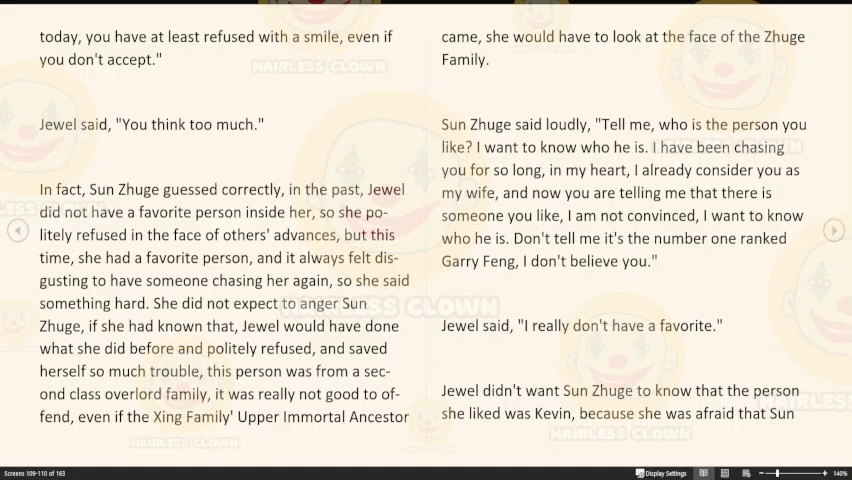 today, you have at least refused with a smile, even if
you don't accept."
Jewel said, "You think too much."
In fact, Sun Zhuge guessed correctly, in the past, Jewel
did not have a favorite person inside her, so she po-
litely refused in the face of others' advances, but this
time, she had a favorite person, and it always felt dis-
gusting to have someone chasing her again, so she said
something hard. She did not expect to anger Sun
Zhuge, if she had known that, Jewel would have done
what she did before and politely refused, and saved
herself so much trouble, this person was from a sec-
ond class overlord family, it was really not good to of-
fend, even if the Xing Family' Upper Immortal Ancestor
came, she would have to look at the face of the Zhuge
Family.
Sun Zhuge said loudly, "Tell me, who is the person you
like? I want to know who he is. I have been chasing
you for so long, in my heart, I already consider you as
my wife, and now you are telling me that there is
someone you like, I am not convinced, I want to know
who he is. Don't tell me it's the number one ranked
Garry Feng, I don't believe you."
Jewel said, "I really don't have a favorite."
Jewel didn't want Sun Zhuge to know that the person
she liked was Kevin, because she was afraid that Sun
HAIRLESS CLOWN
HAIRLESS CLOWN
HAIRLESS CLOWN
HAIRLESS CLOWN
HAIRLESS CLOWN
Screens 109-110 of 163
Display Settings
140%